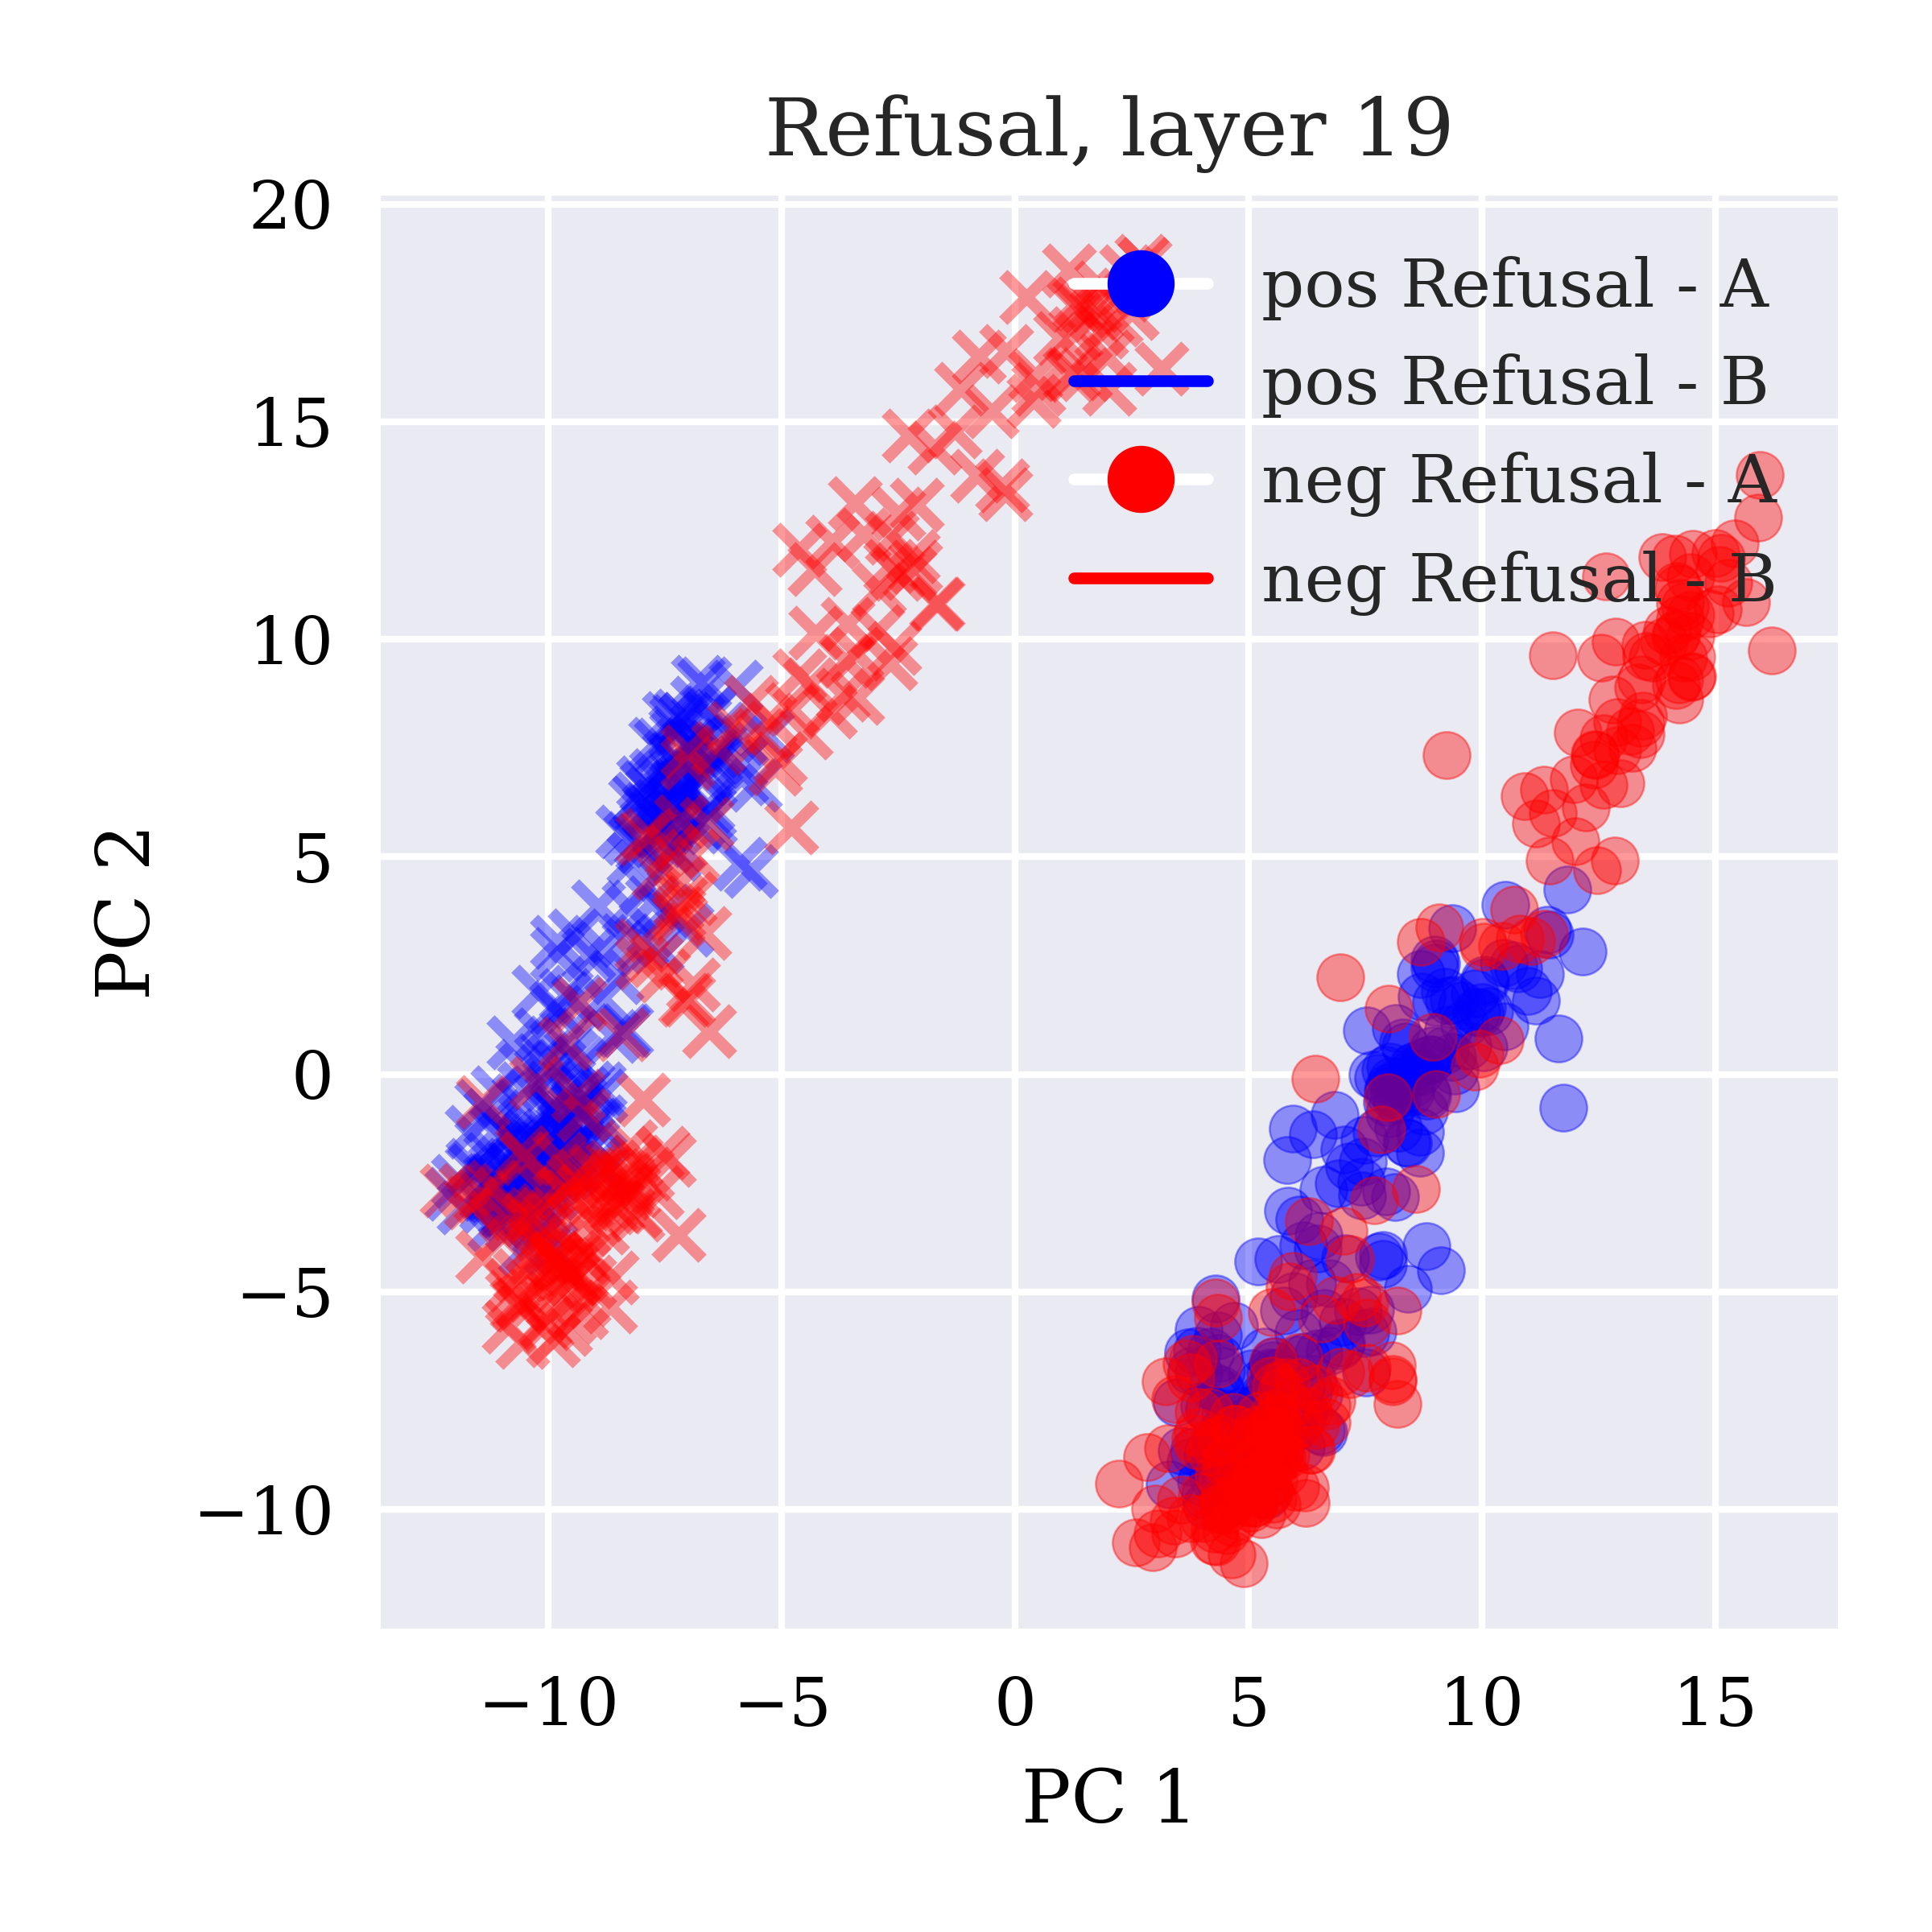 Refusal, layer 19
20
15
10
5
0
−5
−10
PC 2
pos Refusal - A
pos Refusal - B
neg Refusal - A
neg Refusal - B
−10 −5 0 5 10 15
PC 1